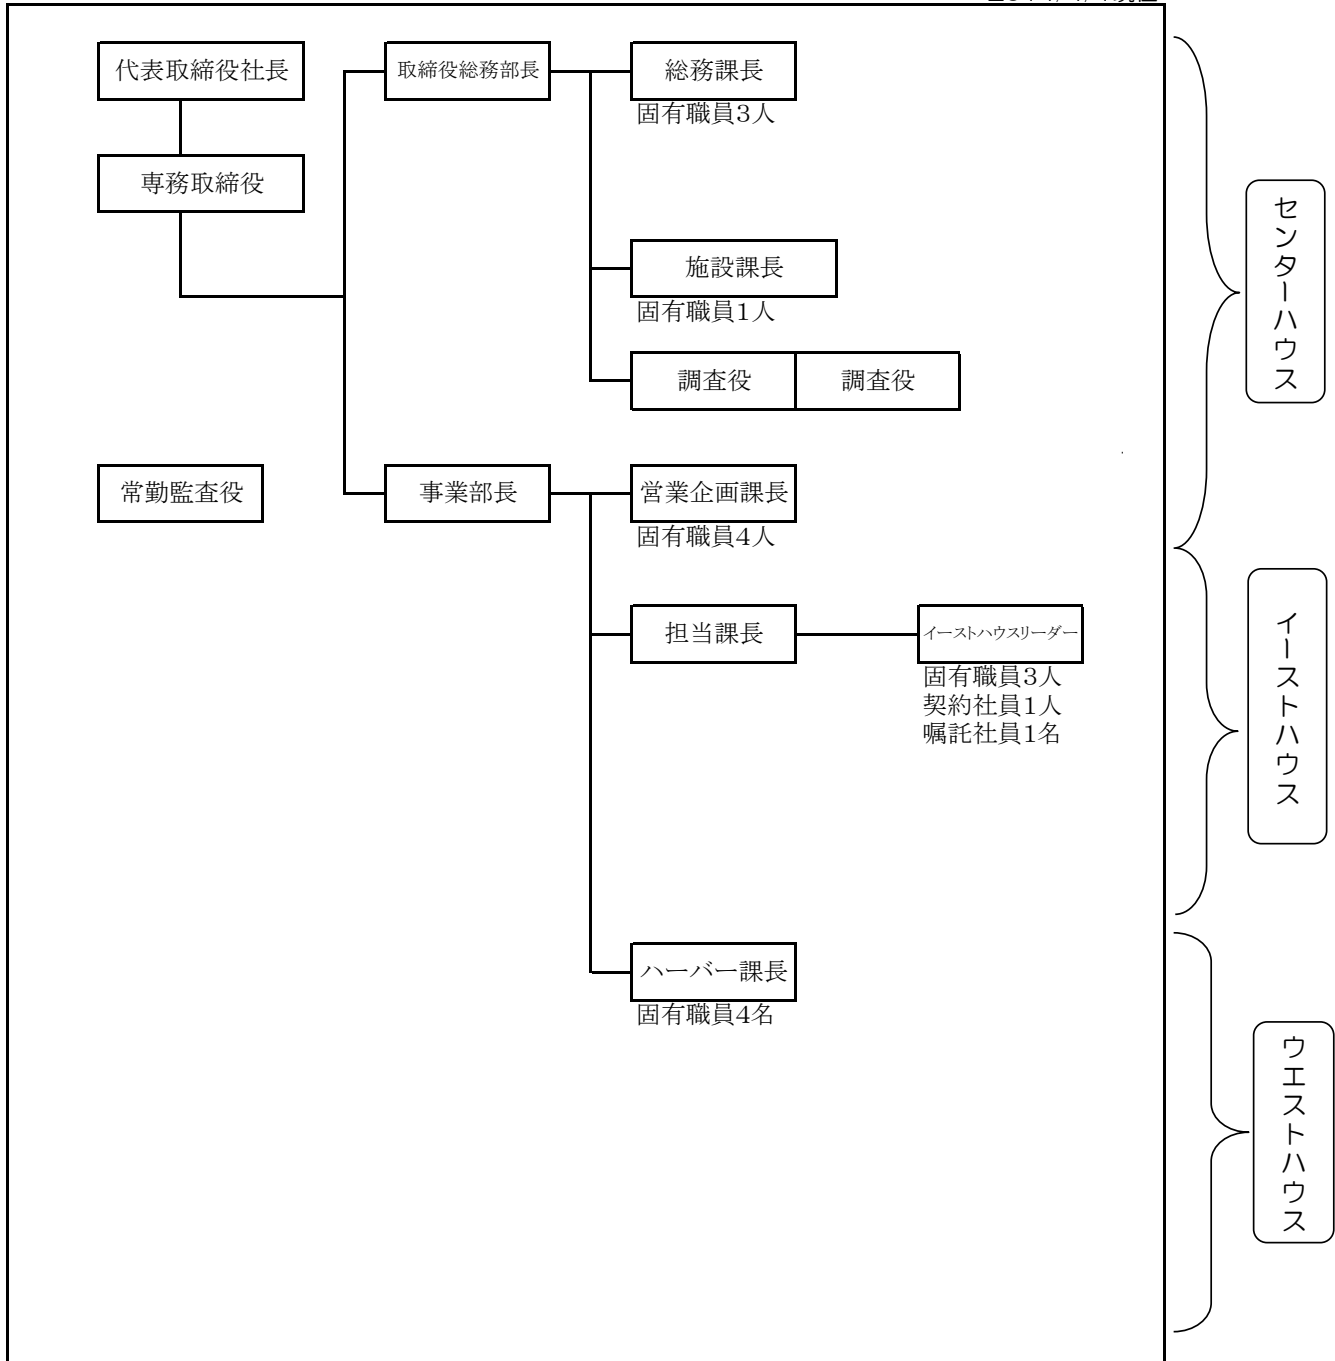 代表取締役社長
取締役総務部長
総務課長
固有職員3人
専務取締役
施設課長
固有職員1人
調査役
調査役
常勤監査役
事業部長
営業企画課長
固有職員4人
担当課長
イーストハウスリーダー
固有職員3人
契約社員1人
嘱託社員1名
ハーバー課長
固有職員4名
センターハウス
イーストハウス
ウエストハウス